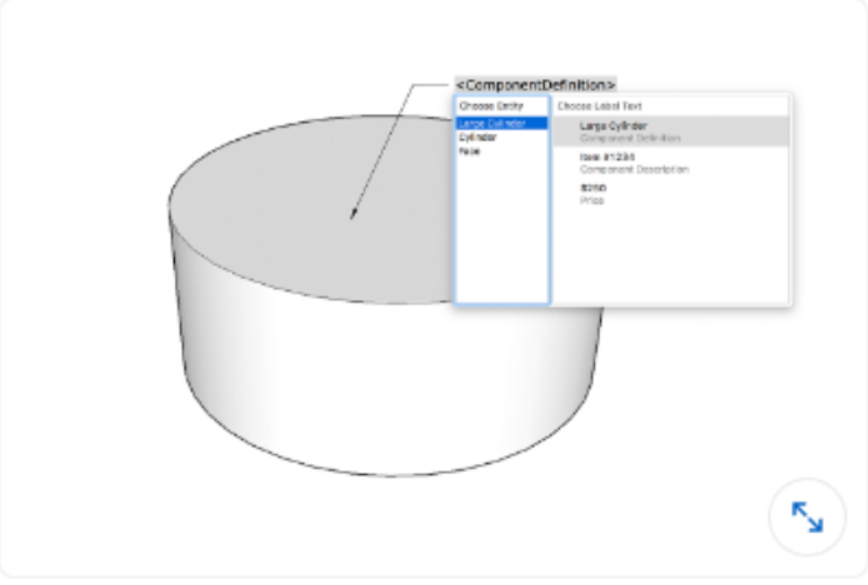 <ComponentDefinition>
Choose Entity
Large Cylinder
Cylinder
Face
Choose Label Text
Large Cylinder
Component Definition
Item #1234
Component Description
$250
Price